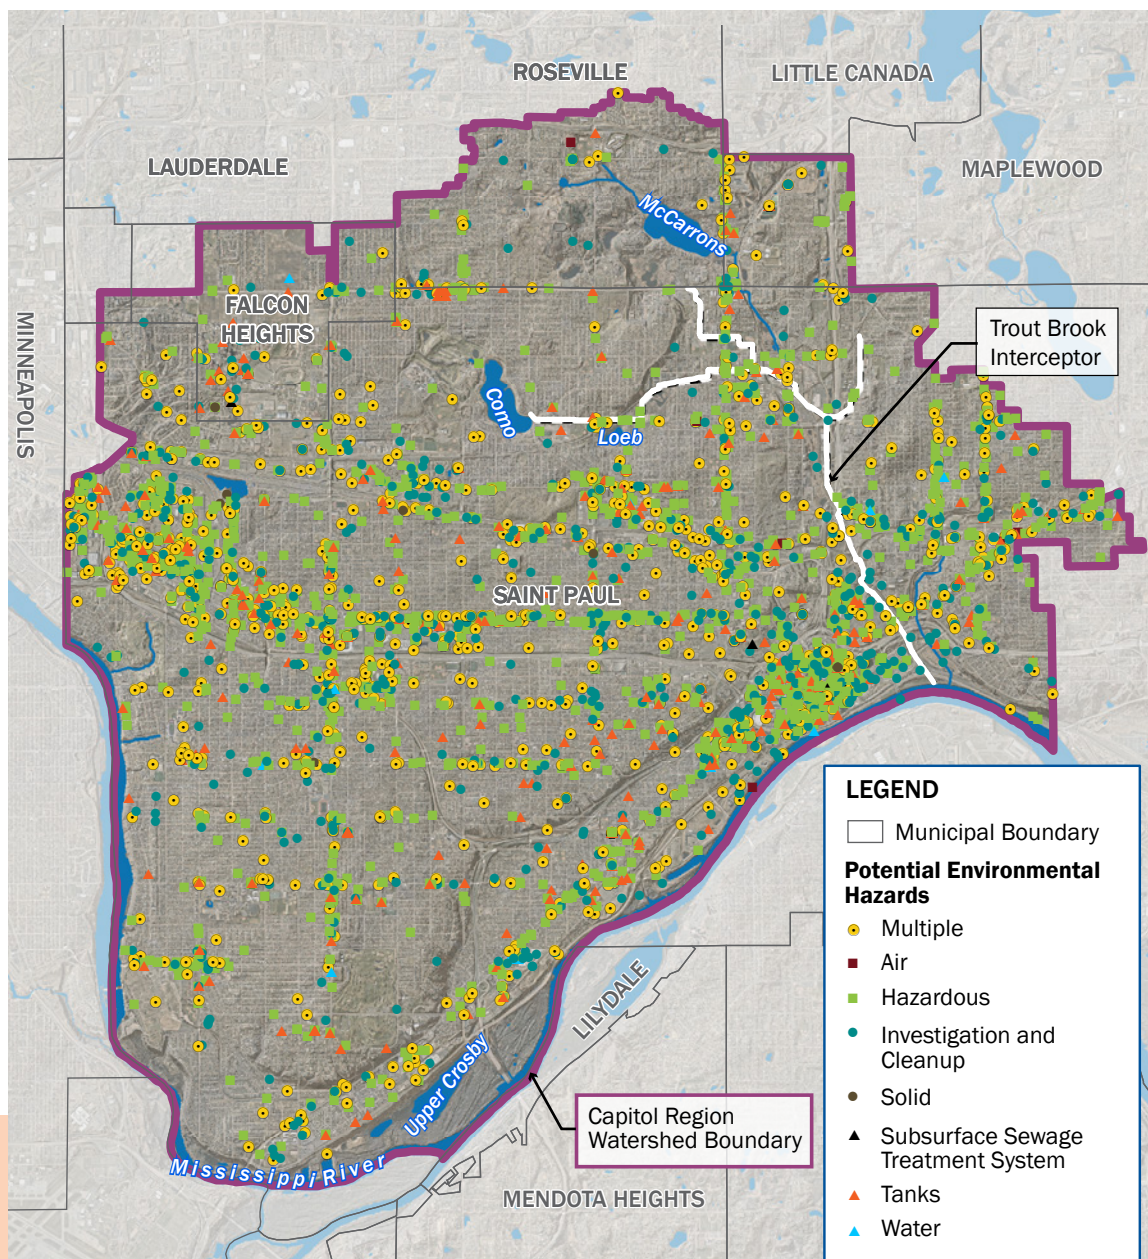 ROSEVILLE
LITTLE CANADA
LAUDERDALE
MAPLEWOOD
McCarrons
FALCON
HEIGHTS
MINNEAPOLIS
Trout Brook
Interceptor
Como
Loeb
SAINT PAUL
LILYDALE
Upper Crosby
Capitol Region
Watershed Boundary
Mississippi River
MENDOTA HEIGHTS
LEGEND
Municipal Boundary
Potential Environmental
Hazards
Multiple
Air
Hazardous
Investigation and
Cleanup
Solid
Subsurface Sewage
Treatment System
Tanks
Water